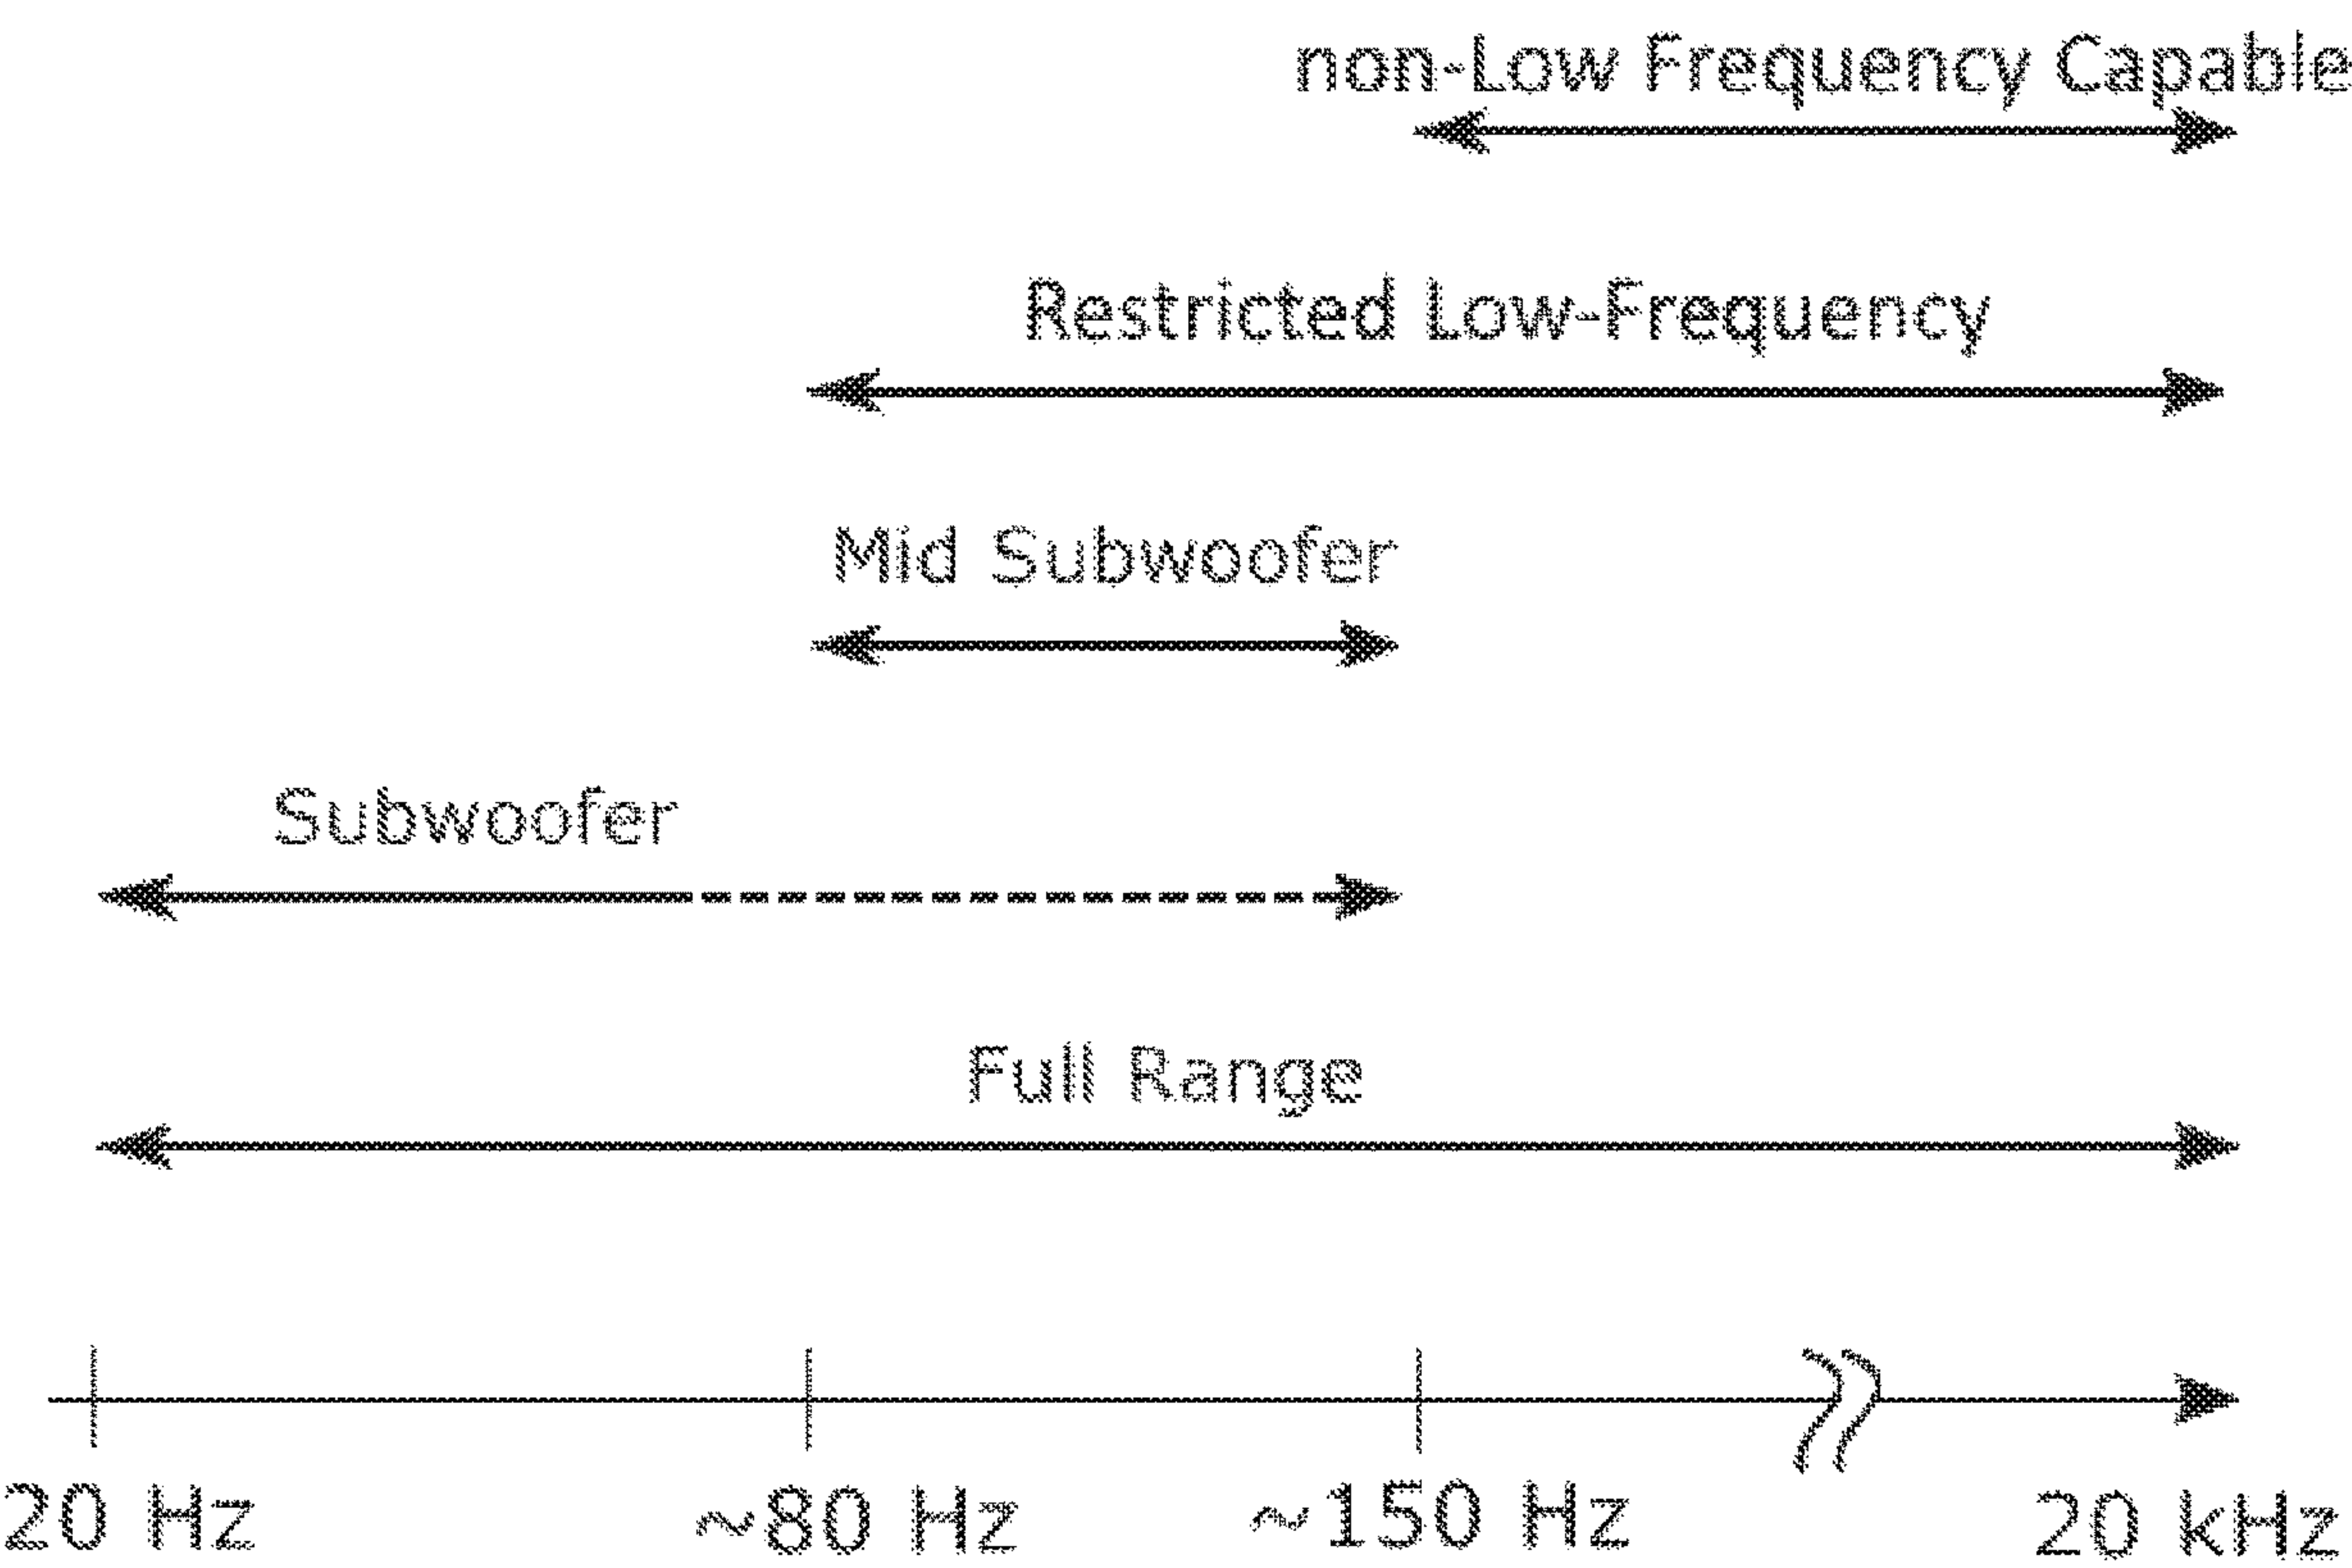 non-Low Frequency Capable
Restricted Low-Frequency
Mid Subwoofer
Subwoofer
Full Range
20 Hz ~80 Hz ~150 Hz 20 kHz